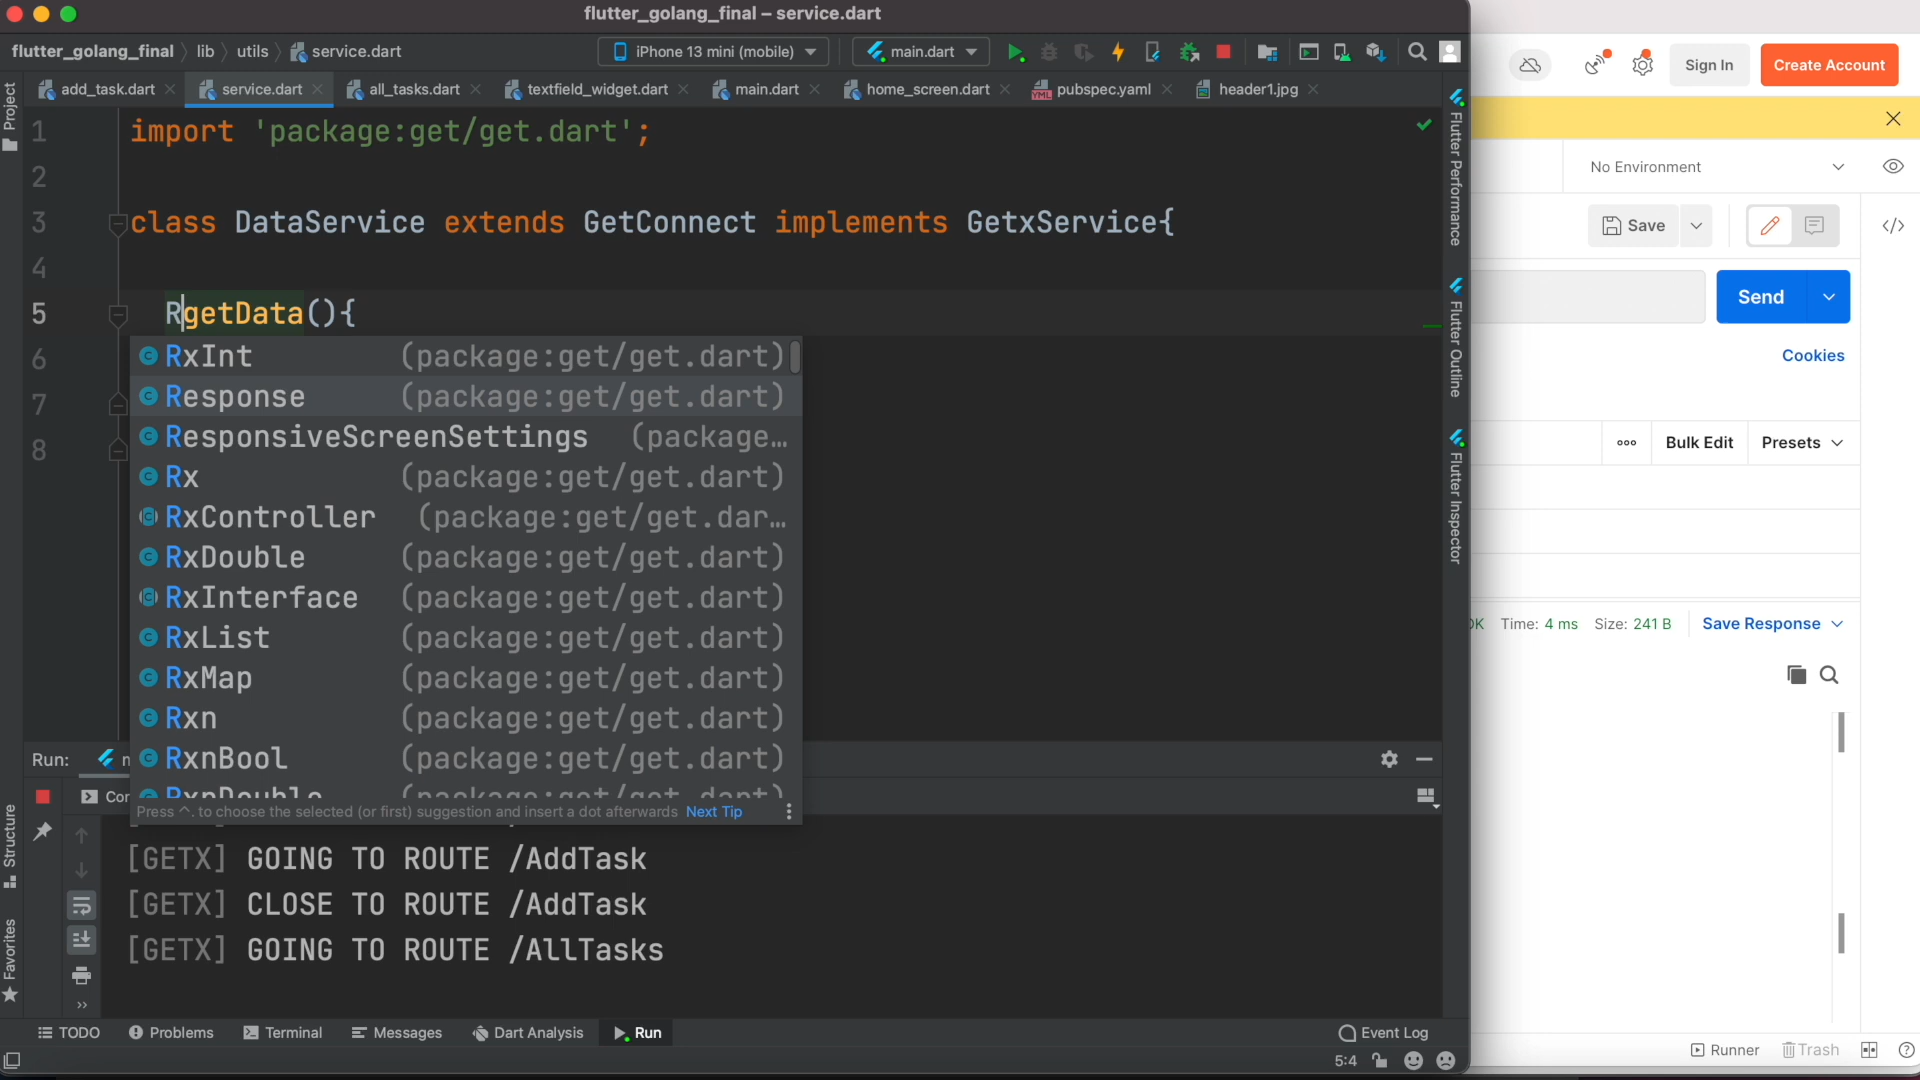 flutter_golang_final – service.dart
flutter_golang_final
lib
utils
service.dart
iPhone 13 mini (mobile)
main.dart
Sign In
Create Account
Project
add_task.dart
service.dart
all_tasks.dart
textfield_widget.dart
main.dart
home_screen.dart
pubspec.yaml
header1.jpg
1 import 'package:get/get.dart';
2
3 class DataService extends GetConnect implements GetxService{
4
5 RgetData(){
6
7
8
RxInt (package:get/get.dart)
Response (package:get/get.dart)
ResponsiveScreenSettings (package…
Rx (package:get/get.dart)
RxController (package:get/get.dar…
RxDouble (package:get/get.dart)
RxInterface (package:get/get.dart)
RxList (package:get/get.dart)
RxMap (package:get/get.dart)
Rxn (package:get/get.dart)
RxnBool (package:get/get.dart)
RxnDouble (package:get/get.dart)
Press ^. to choose the selected (or first) suggestion and insert a dot afterwards Next Tip
Flutter Performance
Flutter Outline
Flutter Inspector
No Environment
Save
Send
Cookies
Bulk Edit
Presets
OK Time: 4 ms Size: 241 B
Save Response
Run:
Structure
Favorites
[GETX] GOING TO ROUTE /AddTask
[GETX] CLOSE TO ROUTE /AddTask
[GETX] GOING TO ROUTE /AllTasks
TODO
Problems
Terminal
Messages
Dart Analysis
Run
Event Log
5:4
Runner
Trash